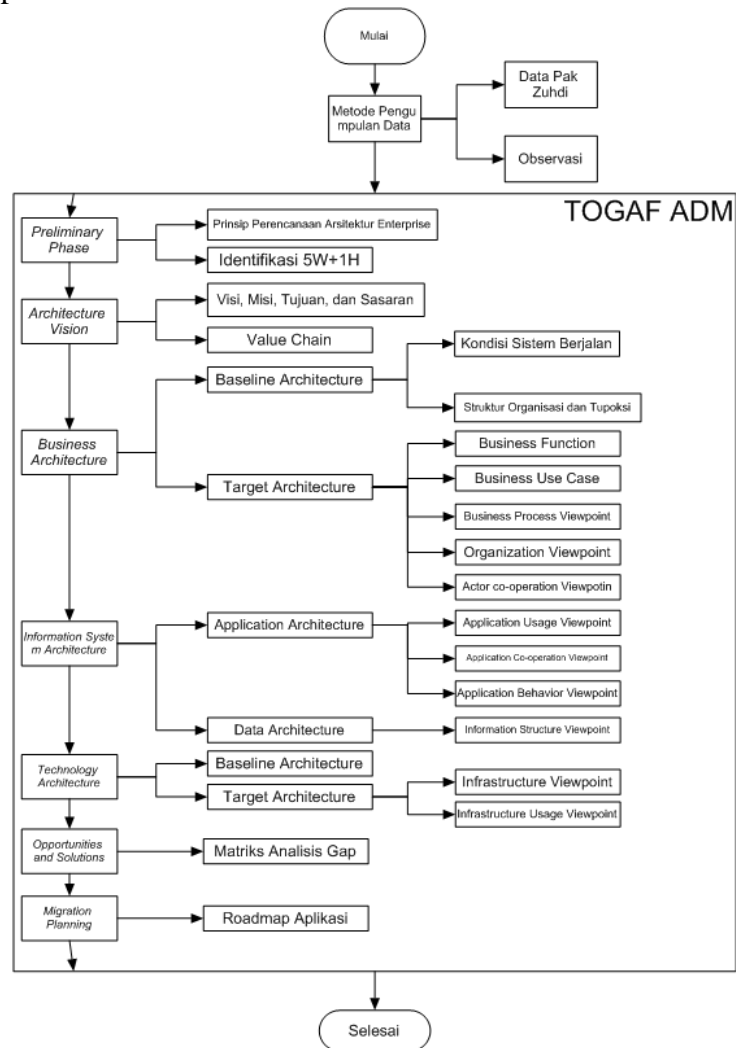 Mulai
Metode Pengu
mpulan Data
Data Pak
Zuhdi
Observasi
TOGAF ADM
Preliminary
Phase
Prinsip Perencanaan Arsitektur Enterprise
Identifikasi 5W+1H
Architecture
Vision
Visi, Misi, Tujuan, dan Sasaran
Value Chain
Business
Architecture
Baseline Architecture
Kondisi Sistem Berjalan
Struktur Organisasi dan Tupoksi
Target Architecture
Business Function
Business Use Case
Business Process Viewpoint
Organization Viewpoint
Actor co-operation Viewpotin
Information Syste
m Architecture
Application Architecture
Application Usage Viewpoint
Application Co-operation Viewpoint
Application Behavior Viewpoint
Data Architecture
Information Structure Viewpoint
Technology
Architecture
Baseline Architecture
Target Architecture
Infrastructure Viewpoint
Infrastructure Usage Viewpoint
Opportunities
and Solutions
Matriks Analisis Gap
Migration
Planning
Roadmap Aplikasi
Selesai